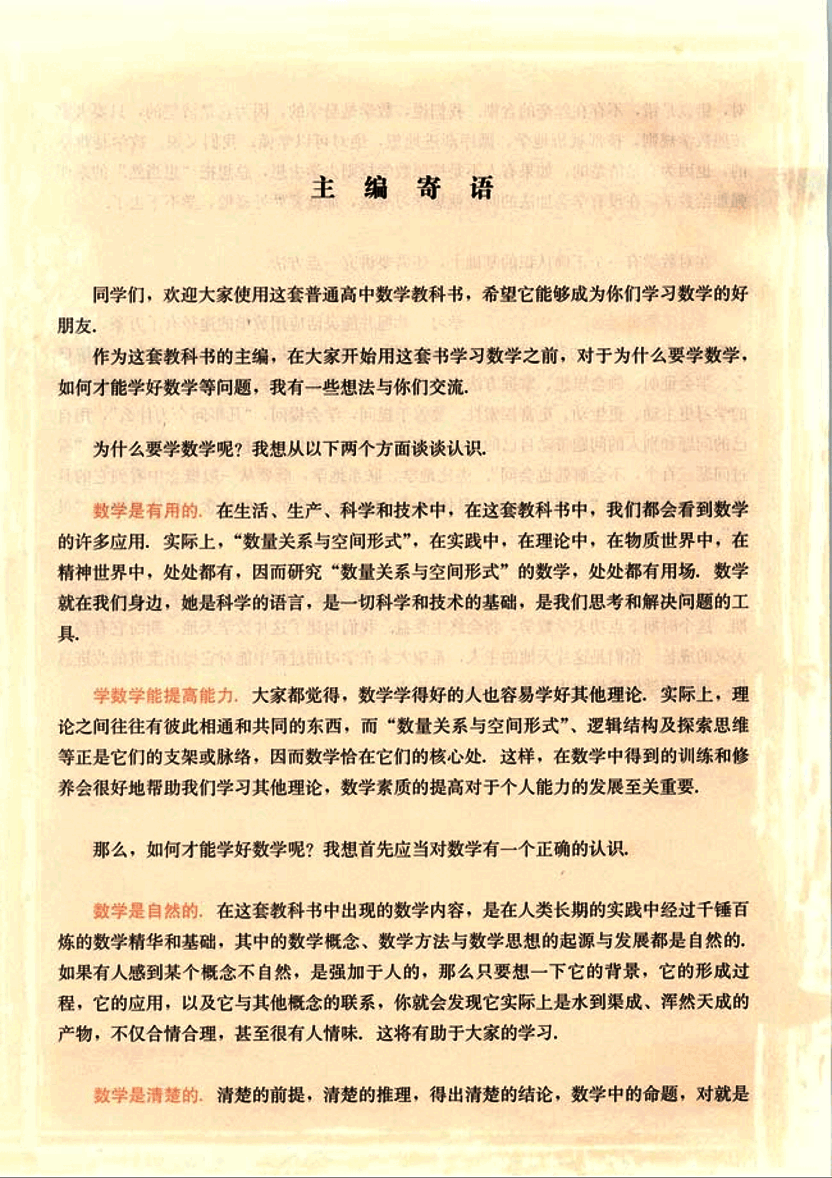 主 编 寄 语
同学们，欢迎大家使用这套普通高中数学教科书，希望它能够成为你们学习数学的好
朋友.
作为这套教科书的主编，在大家开始用这套书学习数学之前，对于为什么要学数学，
如何才能学好数学等问题，我有一些想法与你们交流.
为什么要学数学呢？我想从以下两个方面谈谈认识.
数学是有用的. 在生活、生产、科学和技术中，在这套教科书中，我们都会看到数学
的许多应用. 实际上，“数量关系与空间形式”，在实践中，在理论中，在物质世界中，在
精神世界中，处处都有，因而研究“数量关系与空间形式”的数学，处处都有用场. 数学
就在我们身边，她是科学的语言，是一切科学和技术的基础，是我们思考和解决问题的工
具.
学数学能提高能力. 大家都觉得，数学学得好的人也容易学好其他理论. 实际上，理
论之间往往有彼此相通和共同的东西，而“数量关系与空间形式”、逻辑结构及探索思维
等正是它们的支架或脉络，因而数学恰在它们的核心处. 这样，在数学中得到的训练和修
养会很好地帮助我们学习其他理论，数学素质的提高对于个人能力的发展至关重要.
那么，如何才能学好数学呢？我想首先应当对数学有一个正确的认识.
数学是自然的. 在这套教科书中出现的数学内容，是在人类长期的实践中经过千锤百
炼的数学精华和基础，其中的数学概念、数学方法与数学思想的起源与发展都是自然的.
如果有人感到某个概念不自然，是强加于人的，那么只要想一下它的背景，它的形成过
程，它的应用，以及它与其他概念的联系，你就会发现它实际上是水到渠成、浑然天成的
产物，不仅合情合理，甚至很有人情味. 这将有助于大家的学习.
数学是清楚的. 清楚的前提，清楚的推理，得出清楚的结论，数学中的命题，对就是